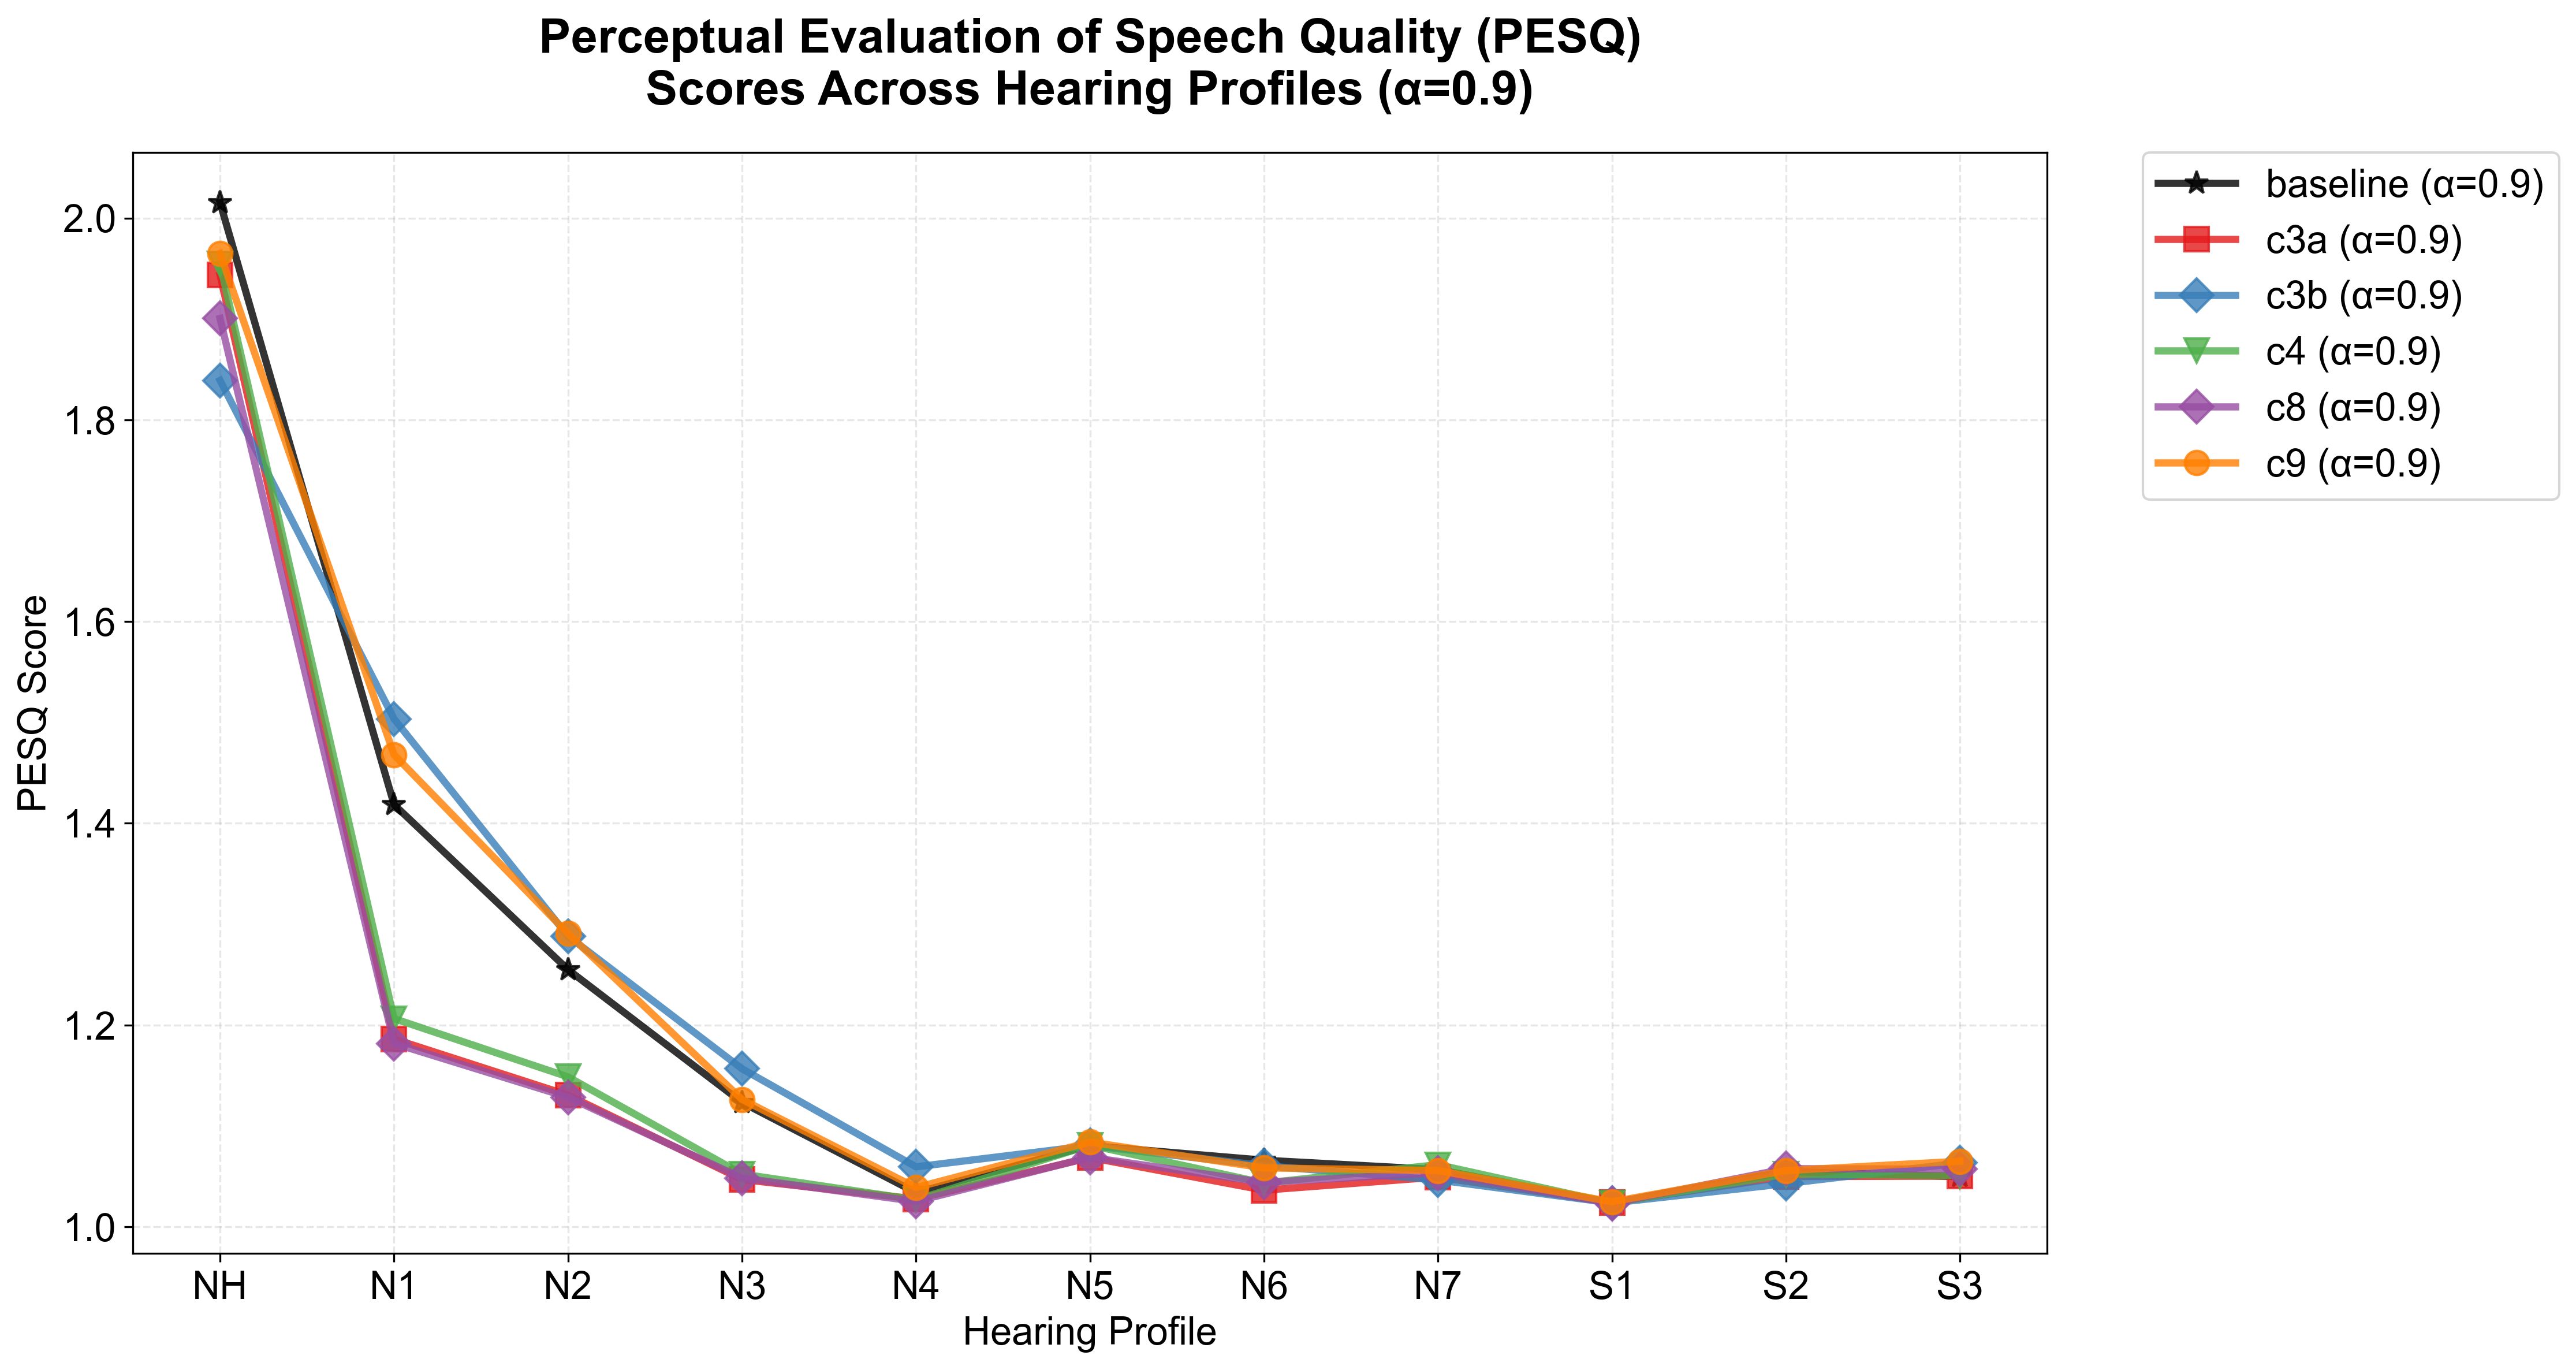 Perceptual Evaluation of Speech Quality (PESQ)
Scores Across Hearing Profiles (α=0.9)
baseline (α=0.9)
c3a (α=0.9)
c3b (α=0.9)
c4 (α=0.9)
c8 (α=0.9)
c9 (α=0.9)
PESQ Score
2.0
1.8
1.6
1.4
1.2
1.0
NH N1 N2 N3 N4 N5 N6 N7 S1 S2 S3
Hearing Profile